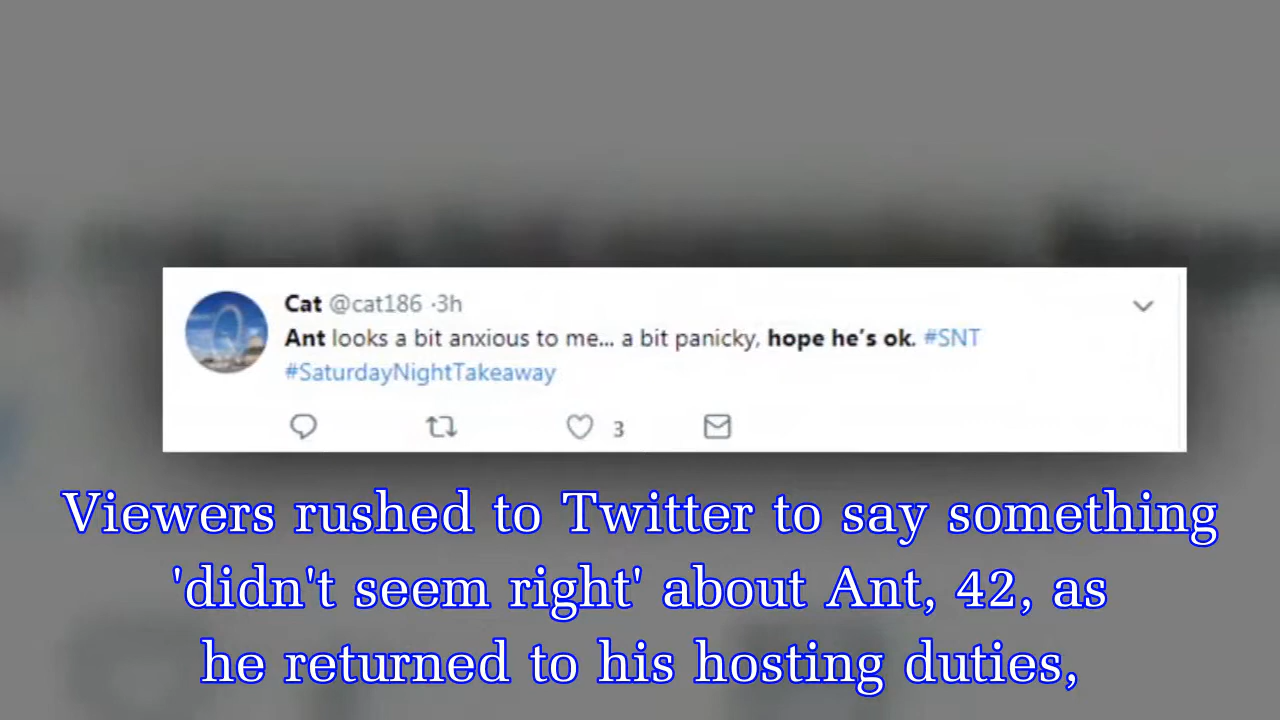 Cat @cat186 ·3h
Ant looks a bit anxious to me... a bit panicky, hope he's ok. #SNT
#SaturdayNightTakeaway
3
Viewers rushed to Twitter to say something
'didn't seem right' about Ant, 42, as
he returned to his hosting duties,